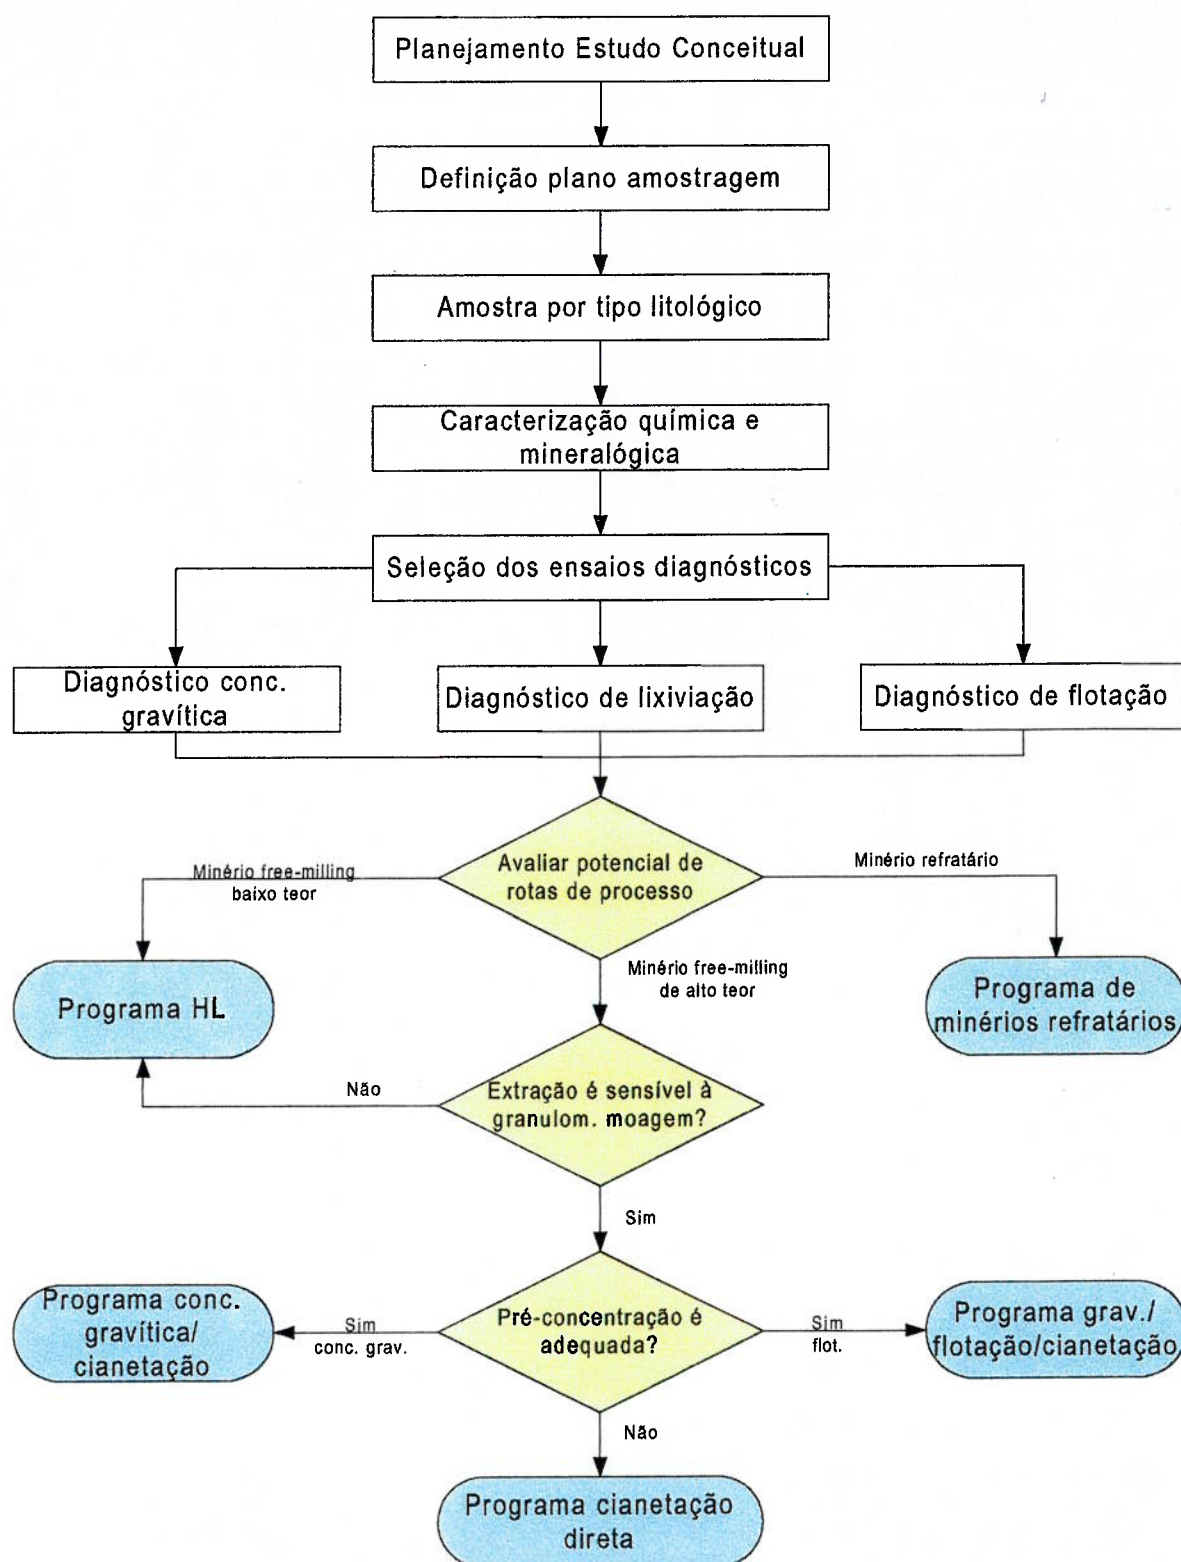 Planejamento Estudo Conceitual
Definição plano amostragem
Amostra por tipo litológico
Caracterização química e
mineralógica
Seleção dos ensaios diagnósticos
Diagnóstico conc.
gravítica
Diagnóstico de lixiviação
Diagnóstico de flotação
Avaliar potencial de
rotas de processo
Minério free-milling
baixo teor
Minério refratário
Minério free-milling
de alto teor
Programa HL
Programa de
minérios refratários
Extração é sensível à
granulom. moagem?
Não
Sim
Pré-concentração é
adequada?
Sim
conc. grav.
Sim
flot.
Programa conc.
gravítica/
cianetação
Programa grav./
flotação/cianetação
Não
Programa cianetação
direta